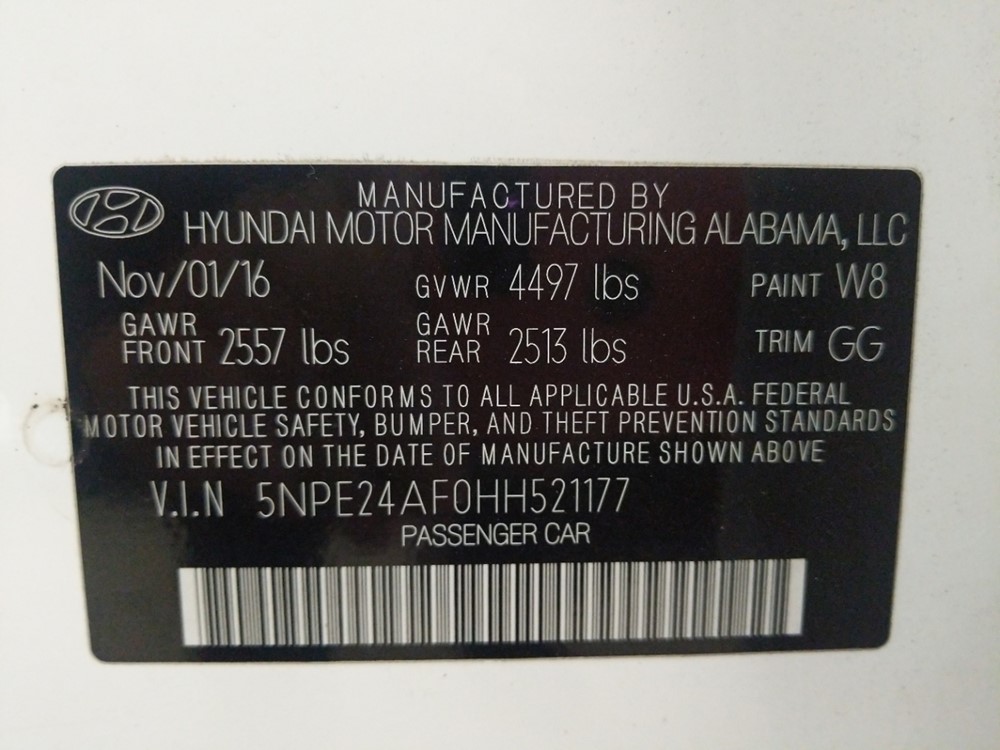 MANUFACTURED BY
HYUNDAI MOTOR MANUFACTURING ALABAMA, LLC
Nov/01/16 GVWR 4497 lbs PAINT W8
GAWR FRONT 2557 lbs GAWR REAR 2513 lbs TRIM GG
THIS VEHICLE CONFORMS TO ALL APPLICABLE U.S.A. FEDERAL
MOTOR VEHICLE SAFETY, BUMPER, AND THEFT PREVENTION STANDARDS
IN EFFECT ON THE DATE OF MANUFACTURE SHOWN ABOVE
V.I.N 5NPE24AF0HH521177
PASSENGER CAR